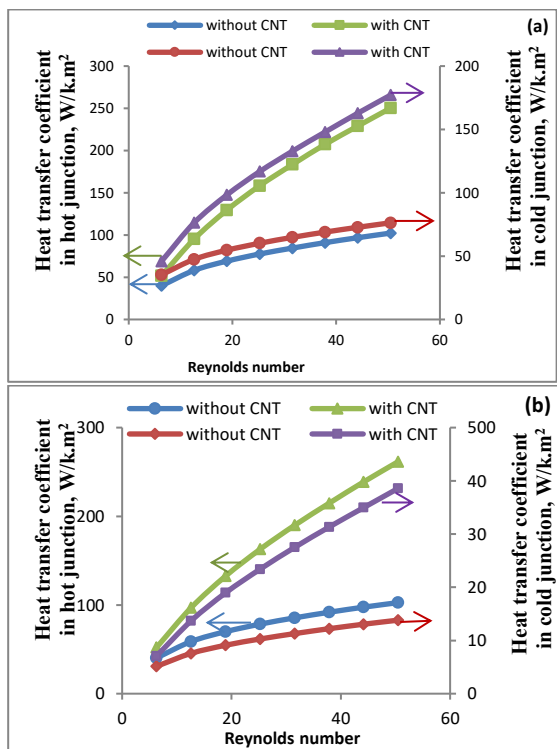 (a)
without CNT with CNT
without CNT with CNT
Heat transfer coefficient
in hot junction, W/k.m²
300
250
200
150
100
50
0
200
150
100
50
0
Heat transfer coefficient
in cold junction, W/k.m²
0 20 40 60
Reynolds number
(b)
without CNT with CNT
without CNT with CNT
Heat transfer coefficient
in hot junction, W/k.m²
300
200
100
0
500
40
30
10
0
Heat transfer coefficient
in cold junction, W/k.m²
0 20 40 60
Reynolds number